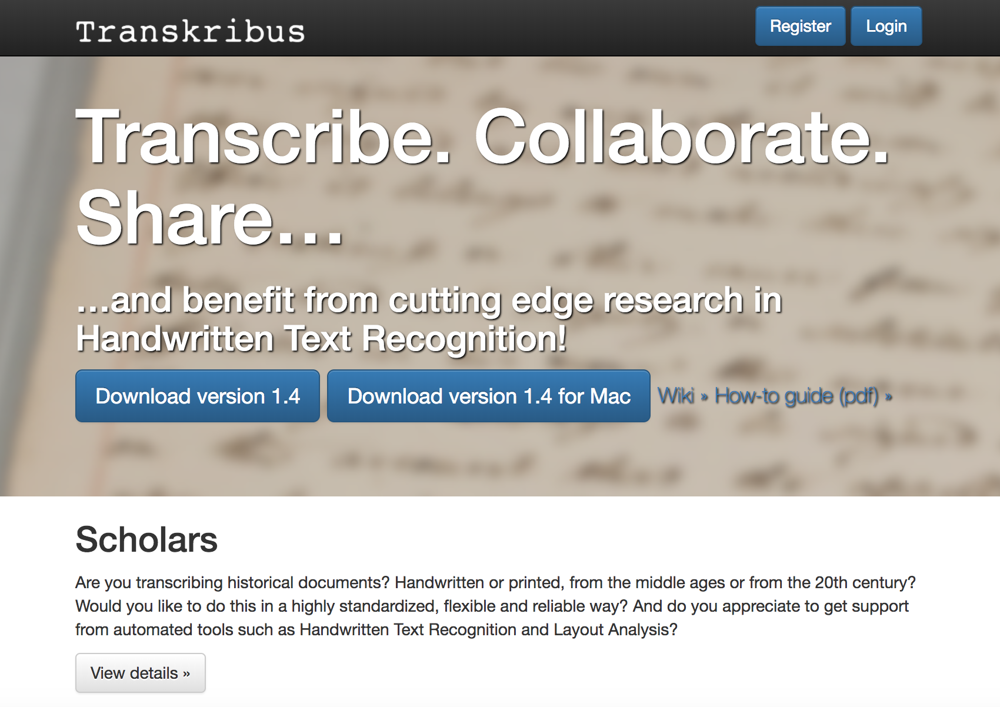 Transkribus
Register
Login
Transcribe. Collaborate.
Share...
...and benefit from cutting edge research in
Handwritten Text Recognition!
Download version 1.4
Download version 1.4 for Mac
Wiki »
How-to guide (pdf) »
Scholars
Are you transcribing historical documents? Handwritten or printed, from the middle ages or from the 20th century?
Would you like to do this in a highly standardized, flexible and reliable way? And do you appreciate to get support
from automated tools such as Handwritten Text Recognition and Layout Analysis?
View details »